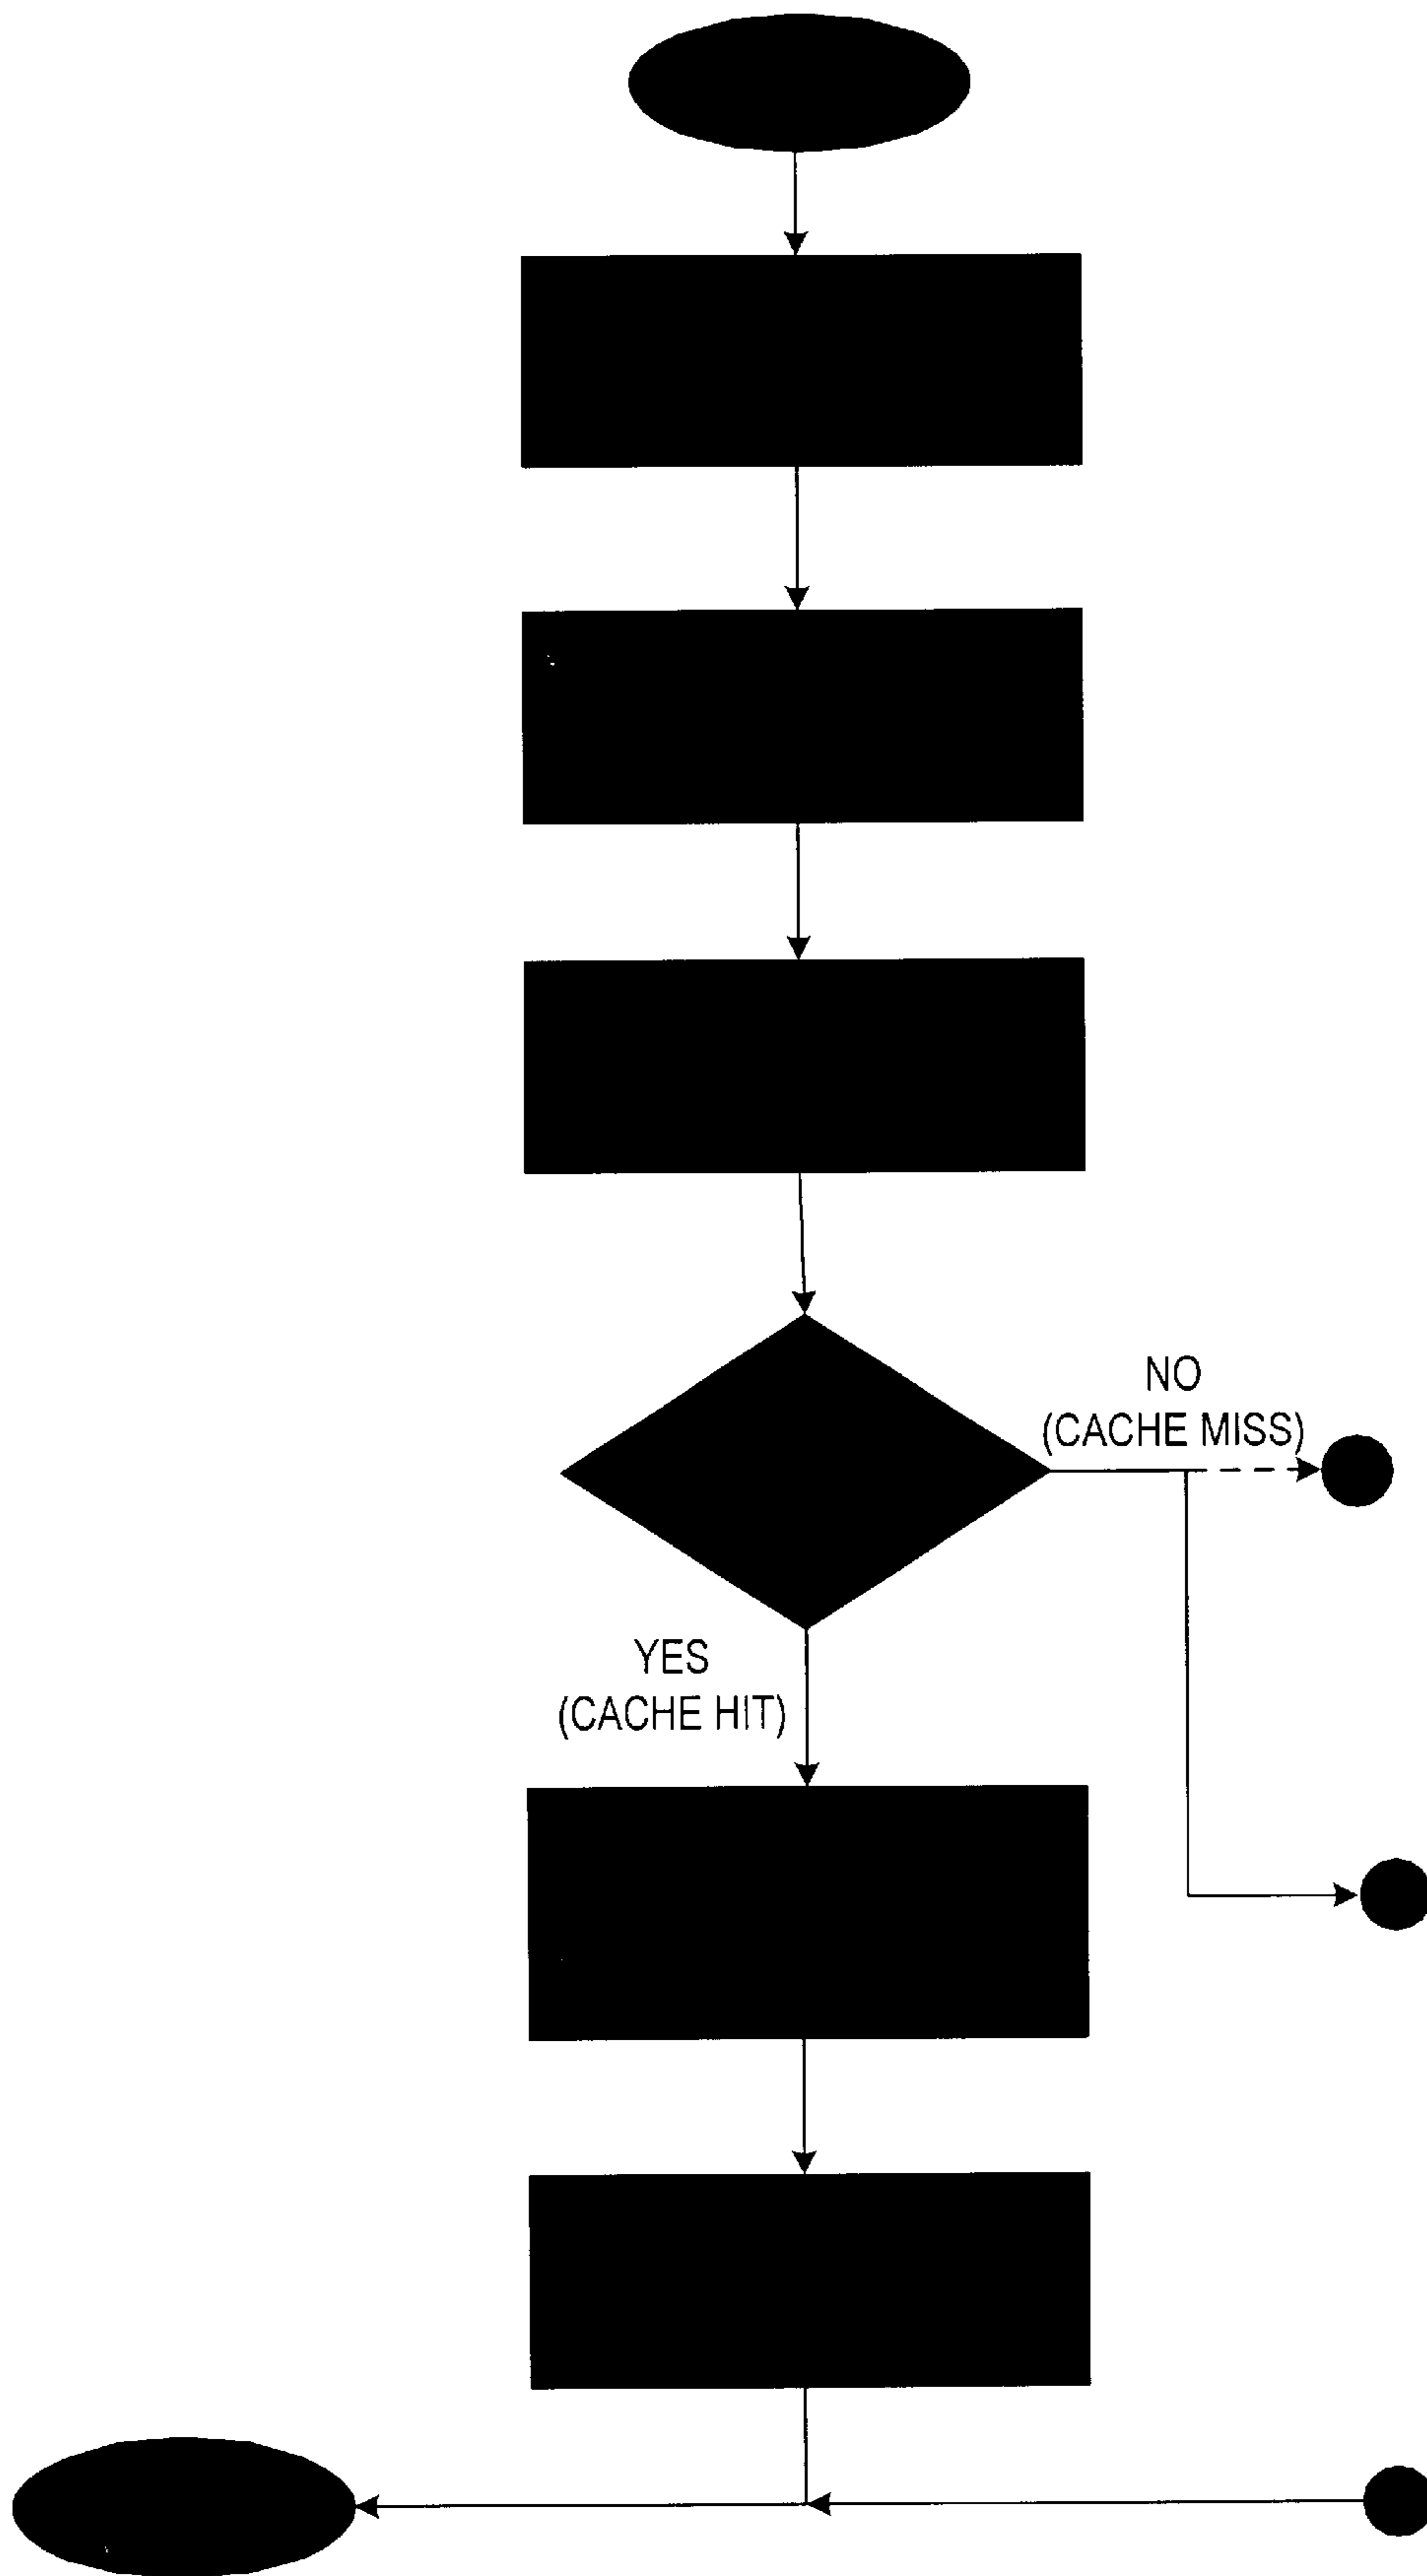 NO
(CACHE MISS)
YES
(CACHE HIT)